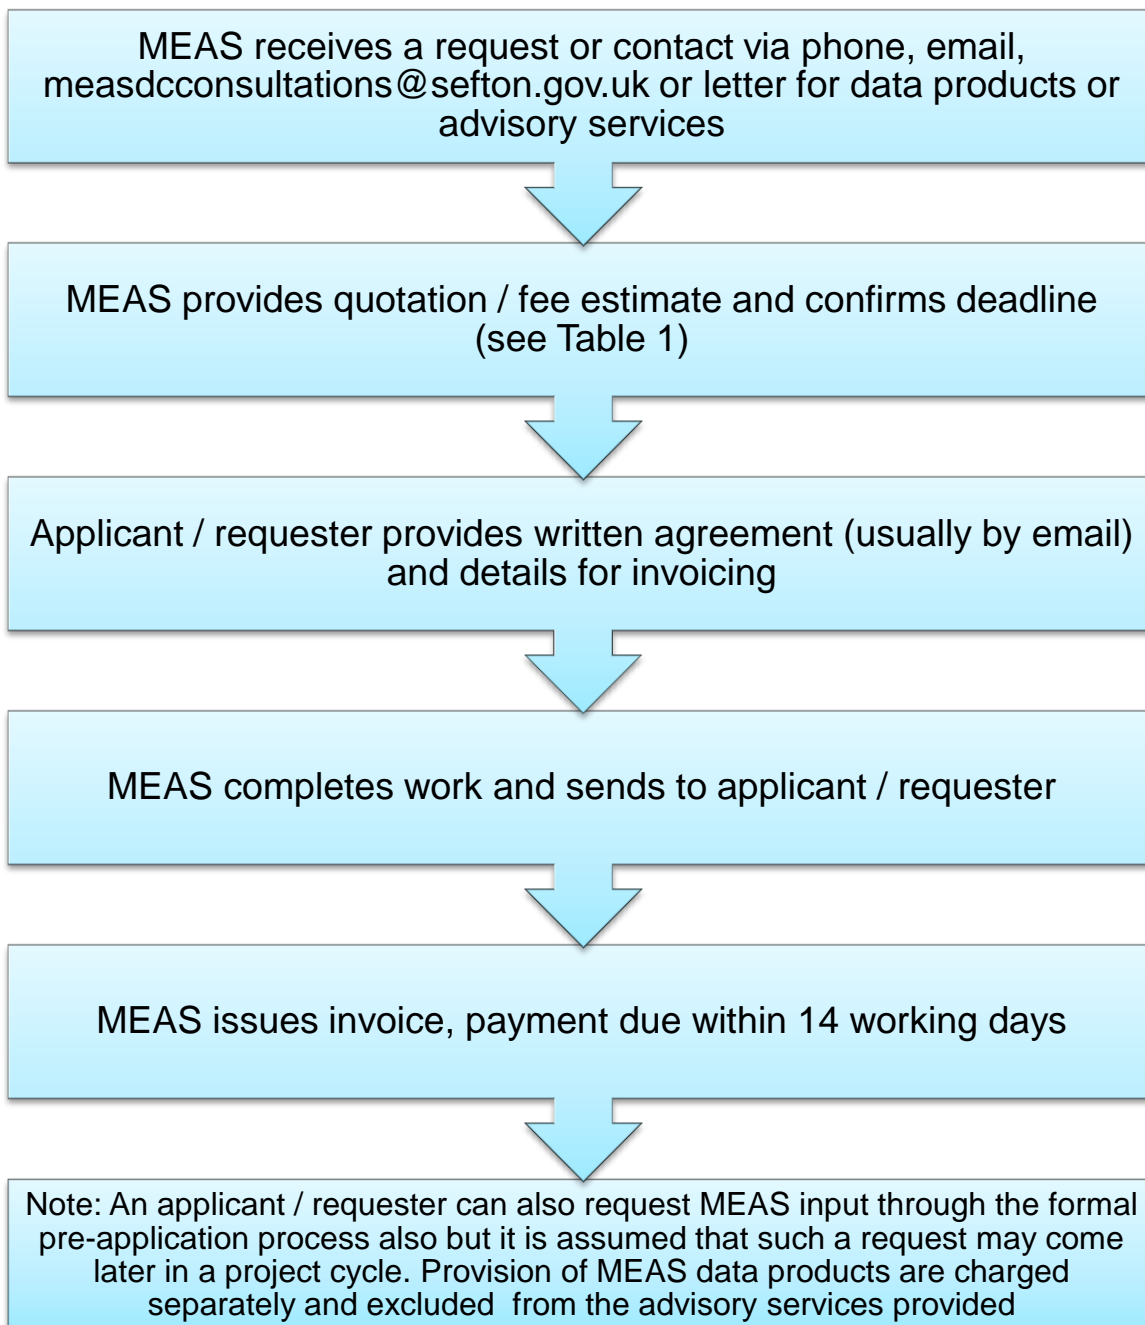 MEAS receives a request or contact via phone, email,
measdcconsultations@sefton.gov.uk or letter for data products or
advisory services
MEAS provides quotation / fee estimate and confirms deadline
(see Table 1)
Applicant / requester provides written agreement (usually by email)
and details for invoicing
MEAS completes work and sends to applicant / requester
MEAS issues invoice, payment due within 14 working days
Note: An applicant / requester can also request MEAS input through the formal
pre-application process also but it is assumed that such a request may come
later in a project cycle. Provision of MEAS data products are charged
separately and excluded  from the advisory services provided